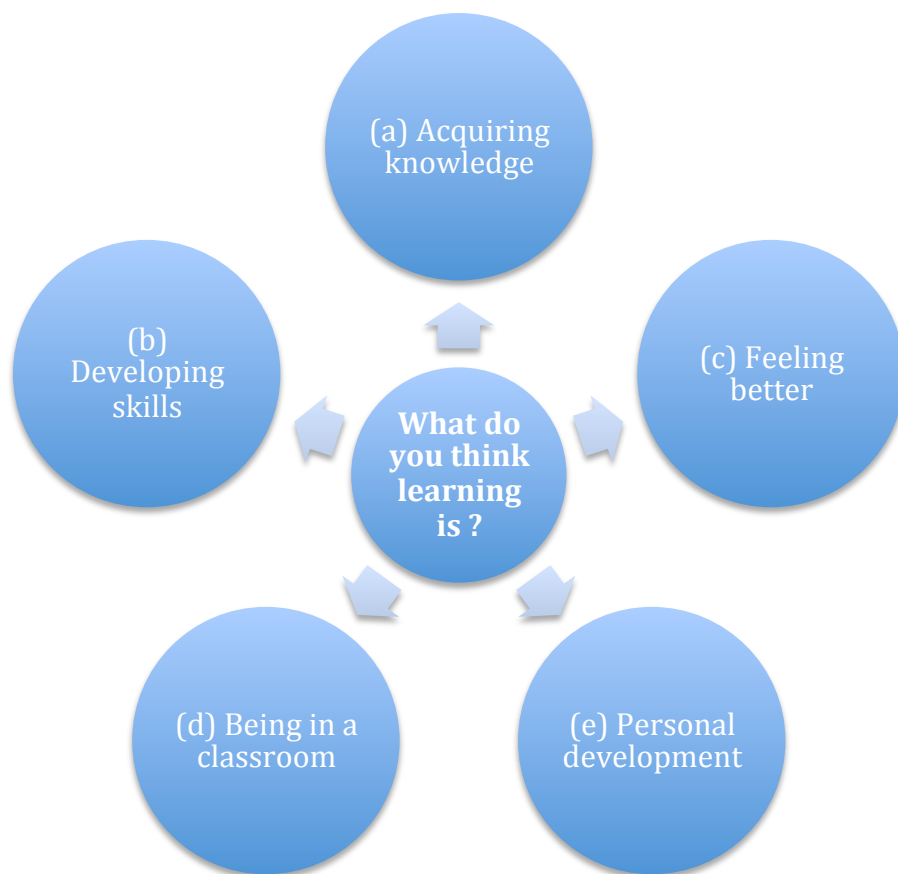 (a) Acquiring
knowledge
(b)
Developing
skills
(c) Feeling
better
What do
you think
learning
is ?
(d) Being in a
classroom
(e) Personal
development